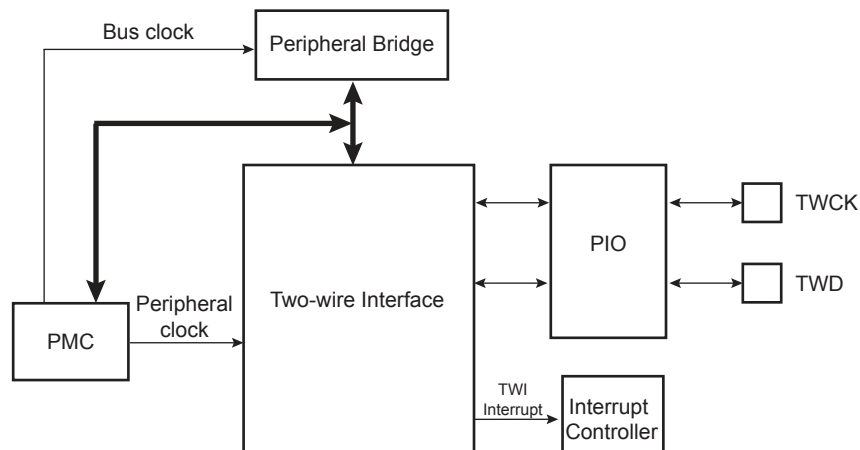 Bus clock
Peripheral Bridge
TWCK
PIO
TWD
Two-wire Interface
Peripheral
clock
PMC
TWI
Interrupt
Interrupt
Controller